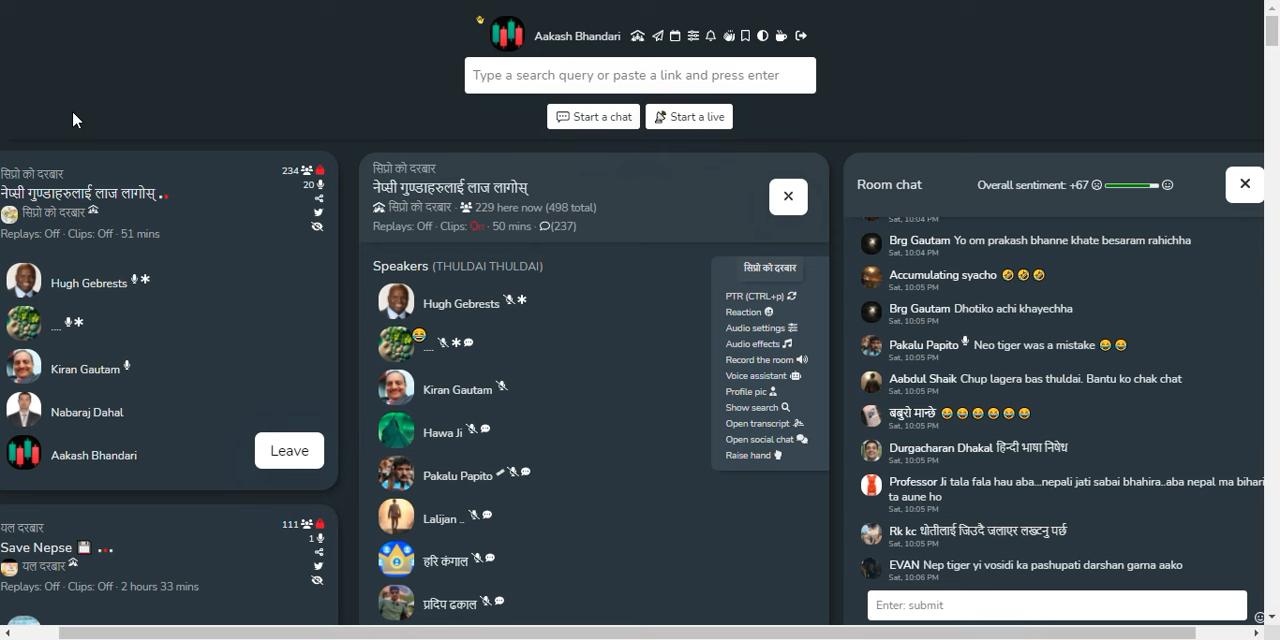 Aakash Bhandari
Type a search query or paste a link and press enter
Start a chat
Start a live
सिप्रो को दरबार
234
नेप्सी गुण्डाहरुलाई लाज लागोस्
20
सिप्रो को दरबार
Replays: Off · Clips: Off · 51 mins
Hugh Gebrests
....
Kiran Gautam
Nabaraj Dahal
Aakash Bhandari
Leave
यल दरबार
111
Save Nepse
1
यल दरबार
Replays: Off · Clips: Off · 2 hours 33 mins
सिप्रो को दरबार
नेप्सी गुण्डाहरुलाई लाज लागोस्
सिप्रो को दरबार · 229 here now (498 total)
Replays: Off · Clips: On · 50 mins · (237)
Speakers (THULDAI THULDAI)
Hugh Gebrests
....
Kiran Gautam
Hawa Ji
Pakalu Papito
Lalijan ..
हरि कंगाल
प्रदिप ढकाल
सिप्रो को दरबार
PTR (CTRL+p)
Reaction
Audio settings
Audio effects
Record the room
Voice assistant
Profile pic
Show search
Open transcript
Open social chat
Raise hand
Room chat
Overall sentiment: +67
Sat, 10:04 PM
Brg Gautam Yo om prakash bhanne khate besaram rahichha
Sat, 10:04 PM
Accumulating syacho 🤣 🤣 🤣
Sat, 10:05 PM
Brg Gautam Dhotiko achi khayechha
Sat, 10:05 PM
Pakalu Papito Neo tiger was a mistake 😂 😂
Sat, 10:05 PM
Aabdul Shaik Chup lagera bas thuldai. Bantu ko chak chat
Sat, 10:05 PM
बबुरो मान्छे 😂 😂 😂 😂 😂 😂
Sat, 10:05 PM
Durgacharan Dhakal हिन्दी भाषा निषेध
Sat, 10:05 PM
Professor Ji tala fala hau aba...nepali jati sabai bhahira..aba nepal ma bihari
ta aune ho
Sat, 10:05 PM
Rk kc धोतीलाई जिउदै जलाएर लखट्नु पर्छ
Sat, 10:05 PM
EVAN Nep tiger yi vosidi ka pashupati darshan garna aako
Sat, 10:06 PM
Enter: submit